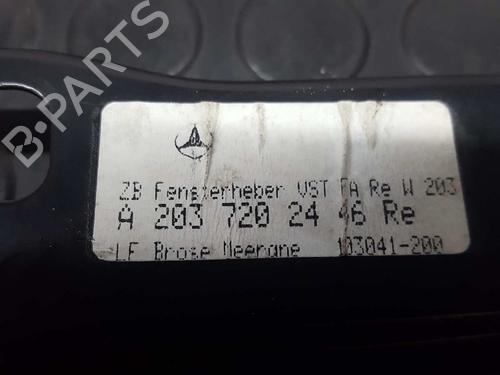 B-PARTS
ZB Fensterheber VST FA Re W 203
A 203 720 24 46 Re
LF Brose Meerane 103041-200